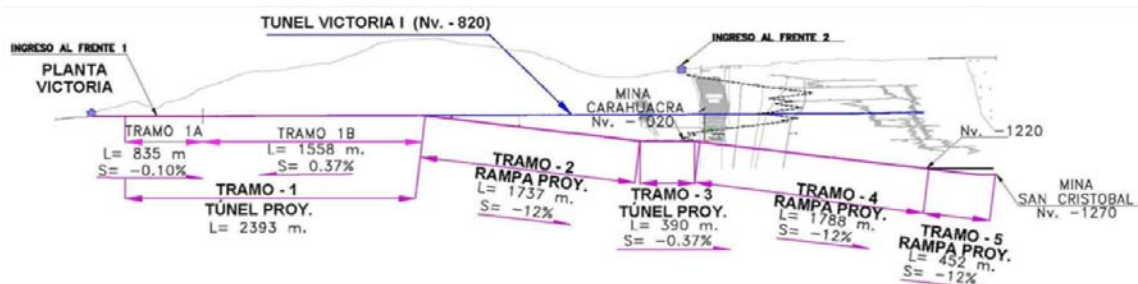 TUNEL VICTORIA I (Nv. -820)
INGRESO AL FRENTE 1
INGRESO AL FRENTE 2
PLANTA
VICTORIA
MINA
CARAHUACRA
Nv. -1020
Nv. -1220
TRAMO 1A
L= 835 m
S= -0.10%
TRAMO 1B
L= 1558 m.
S= 0.37%
TRAMO - 1
TÚNEL PROY.
L= 2393 m.
TRAMO - 2
RAMPA PROY.
L= 1737 m.
S= -12%
TRAMO - 3
TÚNEL PROY.
L= 390 m.
S= -0.37%
TRAMO - 4
RAMPA PROY.
L= 1788 m.
S= -12%
TRAMO - 5
RAMPA PROY.
L= 452 m.
S= -12%
MINA
SAN CRISTOBAL
Nv. -1270